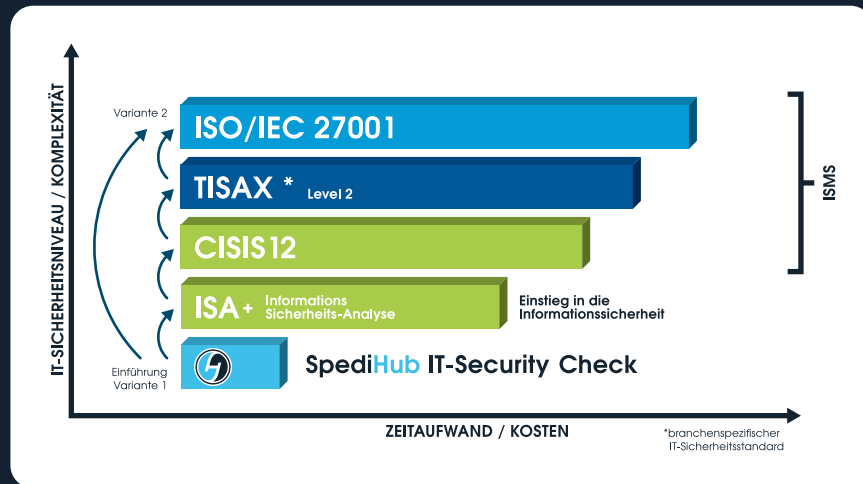 IT-SICHERHEITSNIVEAU / KOMPLEXITÄT
Variante 2
ISO/IEC 27001
TISAX * Level 2
CISIS12
ISA+ Informations
Sicherheits-Analyse
Einstieg in die
Informationssicherheit
ISMS
Einführung
Variante 1
SpediHub IT-Security Check
ZEITAUFWAND / KOSTEN
*branchenspezifischer
IT-Sicherheitsstandard